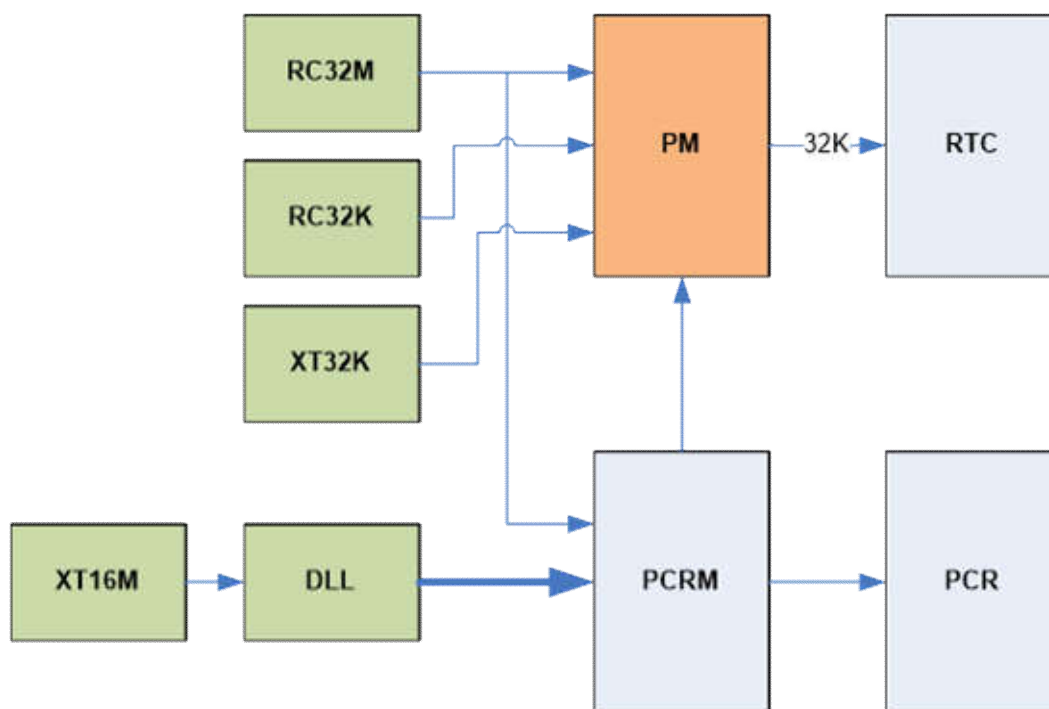 RC32M
PM
32K
RTC
RC32K
XT32K
XT16M
DLL
PCRM
PCR